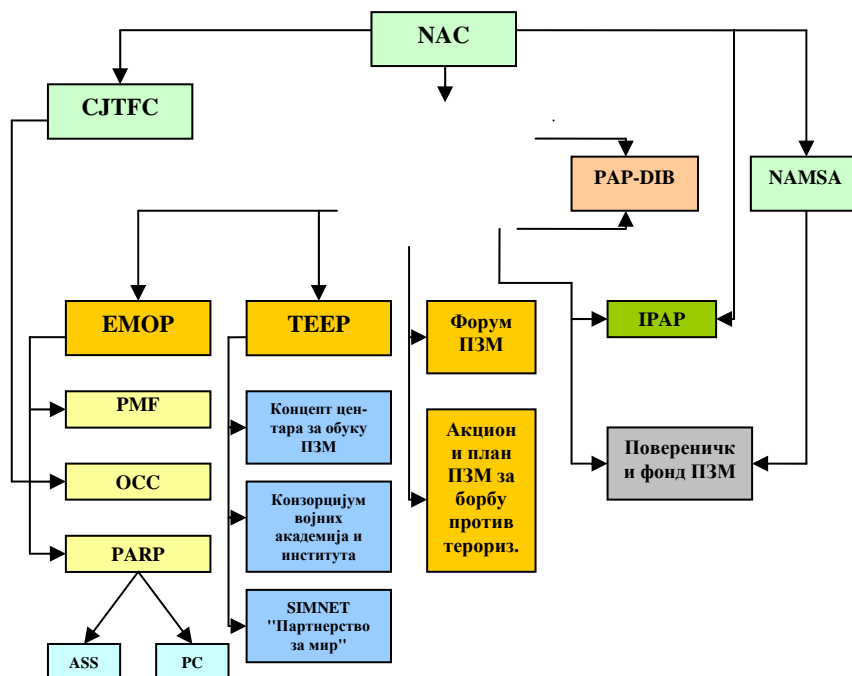 NAC
CJTFC
PAP-DIB
NAMSA
EMOP
TEEP
Форум
ПЗМ
IPAP
PMF
Концепт цен-
тара за обуку
ПЗМ
Акцион
и план
ПЗМ за
борбу
против
терориз.
Повереничк
и фонд ПЗМ
OCC
Конзорцијум
војних
академија и
института
PARP
SIMNET
"Партнерство
за мир"
ASS
PC